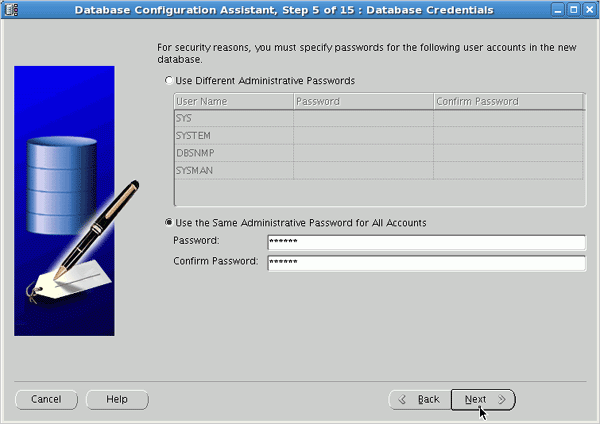 Database Configuration Assistant, Step 5 of 15 : Database Credentials
For security reasons, you must specify passwords for the following user accounts in the new
database.
Use Different Administrative Passwords
User Name Password Confirm Password
SYS
SYSTEM
DBSNMP
SYSMAN
Use the Same Administrative Password for All Accounts
Password: ******
Confirm Password: ******
Cancel Help Back Next